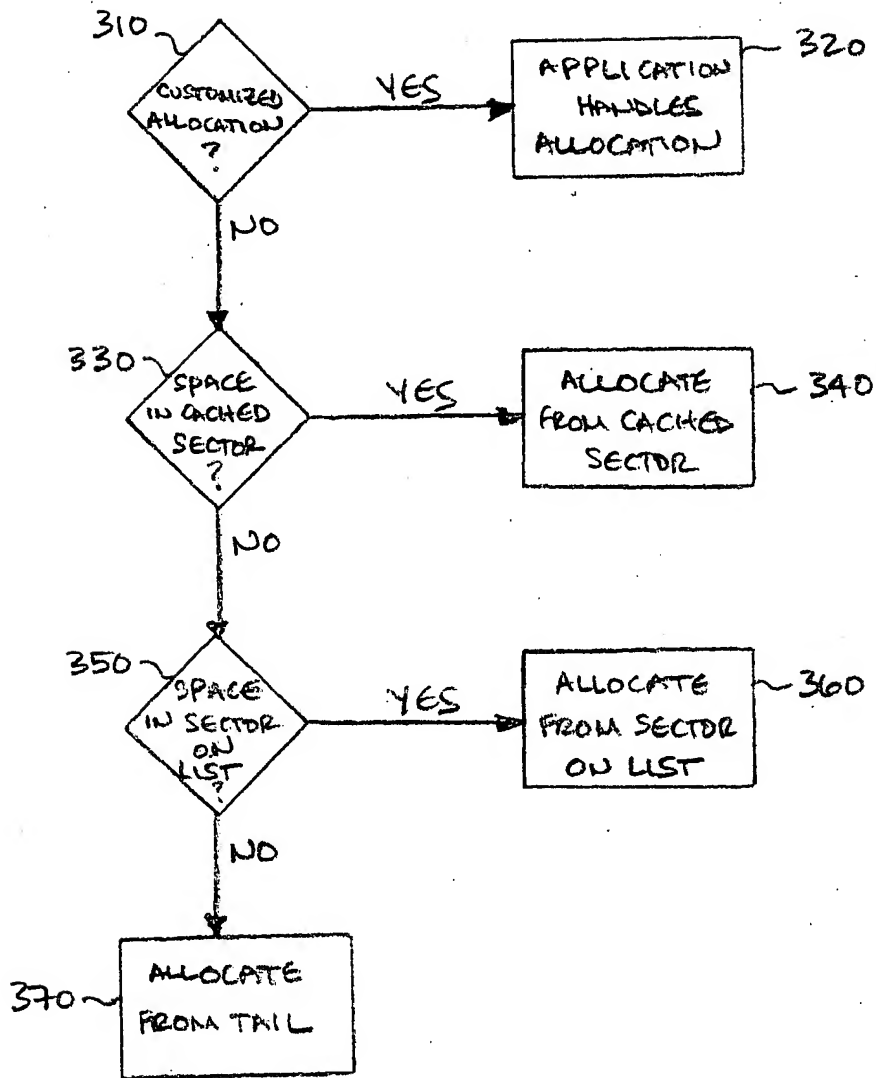 310
CUSTOMIZED
ALLOCATION
?
YES
APPLICATION
HANDLES
ALLOCATION
320
NO
330
SPACE
IN CACHED
SECTOR
?
YES
ALLOCATE
FROM CACHED
SECTOR
340
NO
350
SPACE
IN SECTOR
ON
LIST
?
YES
ALLOCATE
FROM SECTOR
ON LIST
360
NO
370
ALLOCATE
FROM TAIL